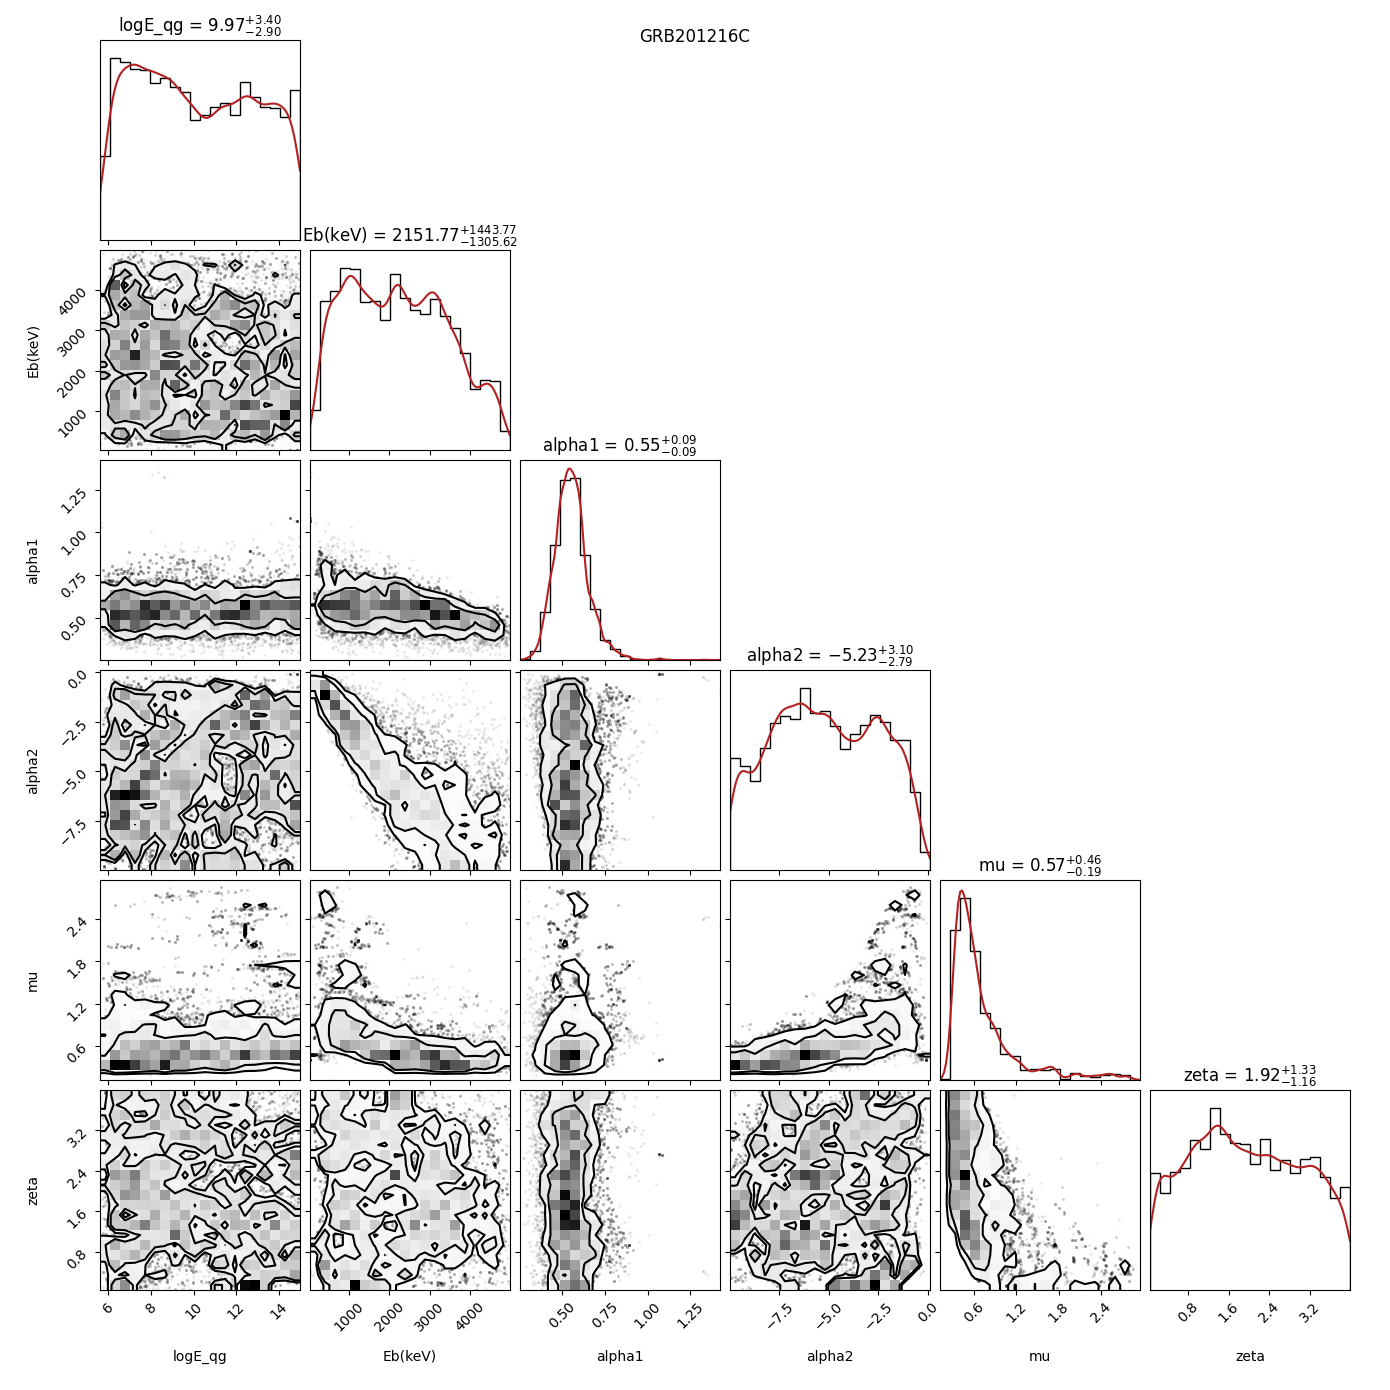 GRB201216C
logE_qg = 9.97+3.40−2.90
Eb(keV) = 2151.77+1443.77−1305.62
Eb(keV)
4000
3000
2000
1000
alpha1 = 0.55+0.09−0.09
alpha1
1.25
1.00
0.75
0.50
alpha2 = −5.23+3.10−2.79
alpha2
0.0
−2.5
−5.0
−7.5
mu = 0.57+0.46−0.19
mu
2.4
1.8
1.2
0.6
zeta = 1.92+1.33−1.16
zeta
3.2
2.4
1.6
0.8
6 8 10 12 14 1000 2000 3000 4000 0.50 0.75 1.00 1.25 −7.5 −5.0 −2.5 0.0 0.6 1.2 1.8 2.4 0.8 1.6 2.4 3.2
logE_qg Eb(keV) alpha1 alpha2 mu zeta